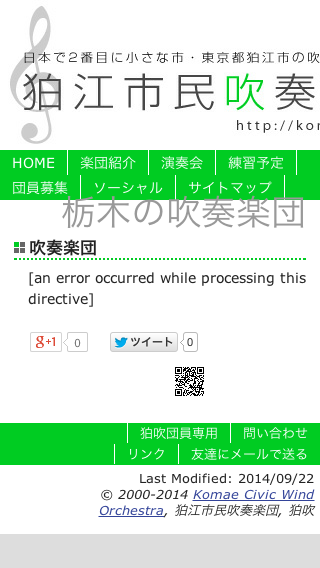 日本で2番目に小さな市・東京都狛江市の吹
狛江市民吹奏
http://kor
HOME 楽団紹介 演奏会 練習予定
団員募集 ソーシャル サイトマップ
栃木の吹奏楽団
吹奏楽団
[an error occurred while processing this
directive]
g+1 0 ツイート 0
狛吹団員専用 問い合わせ
リンク 友達にメールで送る
Last Modified: 2014/09/22
© 2000-2014 Komae Civic Wind
Orchestra, 狛江市民吹奏楽団, 狛吹